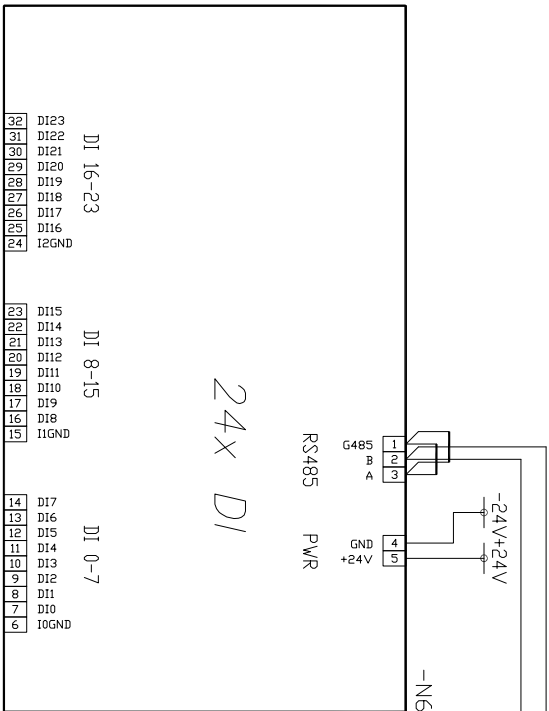 32 DI23
31 DI22
30 DI21
29 DI20
28 DI19
27 DI18
26 DI17
25 DI16
24 I2GND
DI 16-23
23 DI15
22 DI14
21 DI13
20 DI12
19 DI11
18 DI10
17 DI9
16 DI8
15 I1GND
DI 8-15
14 DI7
13 DI6
12 DI5
11 DI4
10 DI3
9 DI2
8 DI1
7 DI0
6 I0GND
DI 0-7
24x DI
RS485
G485 1
B 2
A 3
PWR
GND 4
+24V 5
-24V
+24V
-N6